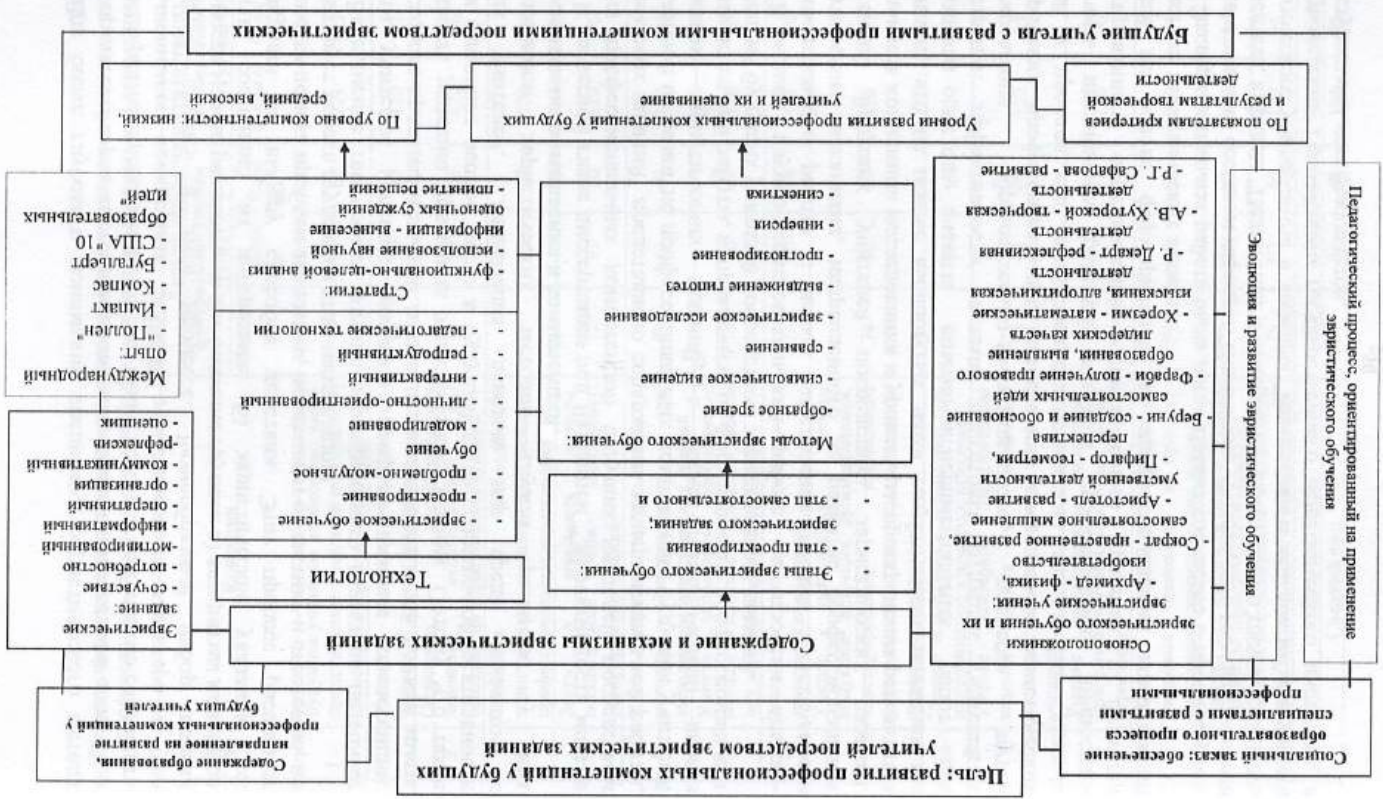 Цель: развитие профессиональных компетенций у будущих
учителей посредством эвристических заданий
Социальный заказ: обеспечение
образовательного процесса
специалистами с развитыми
профессиональными
Содержание образования,
направленное на развитие
профессиональных компетенций у
будущих учителей
Педагогический процесс, ориентированный на применение
эвристического обучения
Эволюция и развитие эвристического обучения
Содержание и механизмы эвристических заданий
Основоположники
эвристического обучения и их
эвристические учения:
- Архимед - физика,
изобретательство
- Сократ - нравственное развитие,
самостоятельное мышление
- Аристотель - развитие
умственной деятельности
- Пифагор - геометрия,
перспектива
- Беруни - создание и обоснование
самостоятельных идей
- Фараби - получение правового
образования, выявление
лидерских качеств
- Хорезми - математические
изыскания, алгоритмическая
деятельность
- Р. Декарт - рефлексивная
деятельность
- А.В. Хуторской - творческая
деятельность
- Р.Г. Сафарова - развитие
- Этапы эвристического обучения:
- этап проектирования
эвристического задания;
- этап самостоятельного и
Методы эвристического обучения:
-образное зрение
- символическое видение
- сравнение
- эвристическое исследование
- выдвижение гипотез
- прогнозирование
- инверсия
- синектика
Технологии
- эвристическое обучение
- проектирование
- проблемно-модульное
обучение
- моделирование
- личностно-ориентированный
- интерактивный
- репродуктивный
- педагогические технологии
Стратегии:
- функционально-целевой анализ
- использование научной
информации - вынесение
оценочных суждений
- принятие решений
Эвристические
задание:
- сочувствие
- потребностно
-мотивированный
- информативный
- оперативный
- организация
- коммуникативный
-рефлексив
- оценщик
Международный
опыт:
- "Поллен"
- Импакт
- Компас
- Бугальерт
- США "10
образовательных
идей"
По показателям критериев
и результатам творческой
деятельности
Уровни развития профессиональных компетенций у будущих
учителей и их оценивание
По уровню компетентности: низкий,
средний, высокий
Будущие учителя с развитыми профессиональными компетенциями посредством эвристических